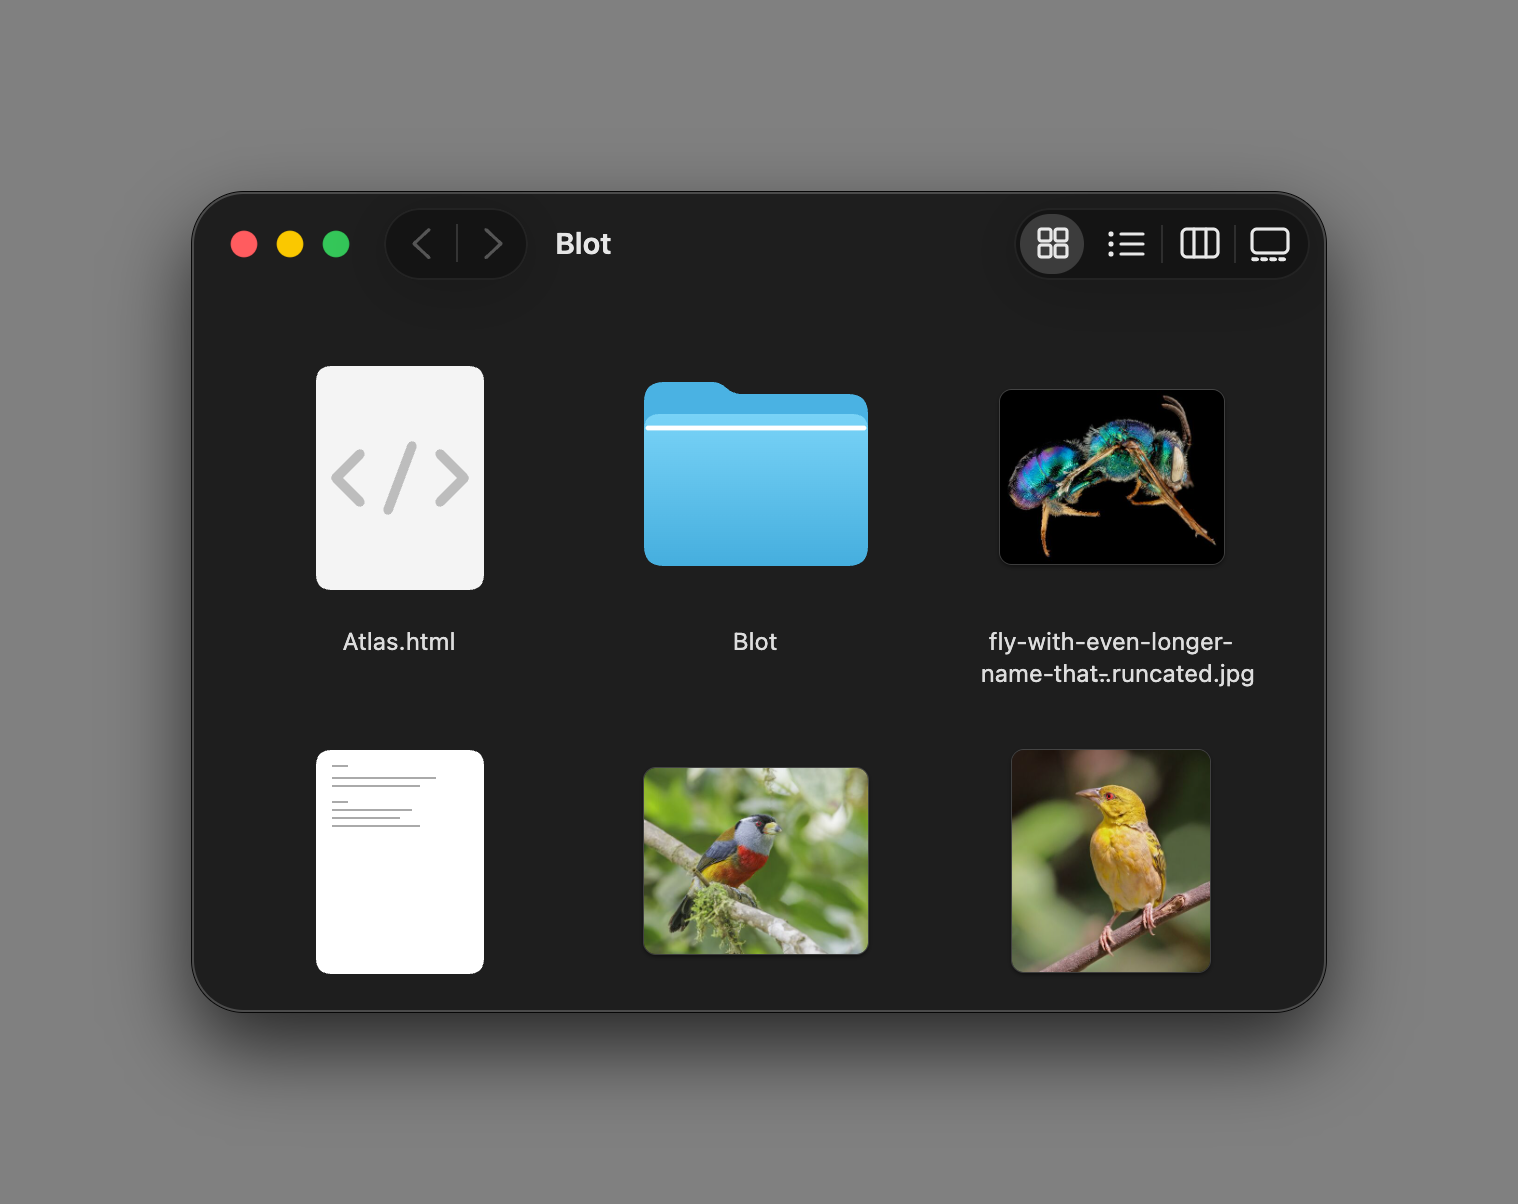 Blot
</>
Atlas.html
Blot
fly-with-even-longer-
name-that-..runcated.jpg